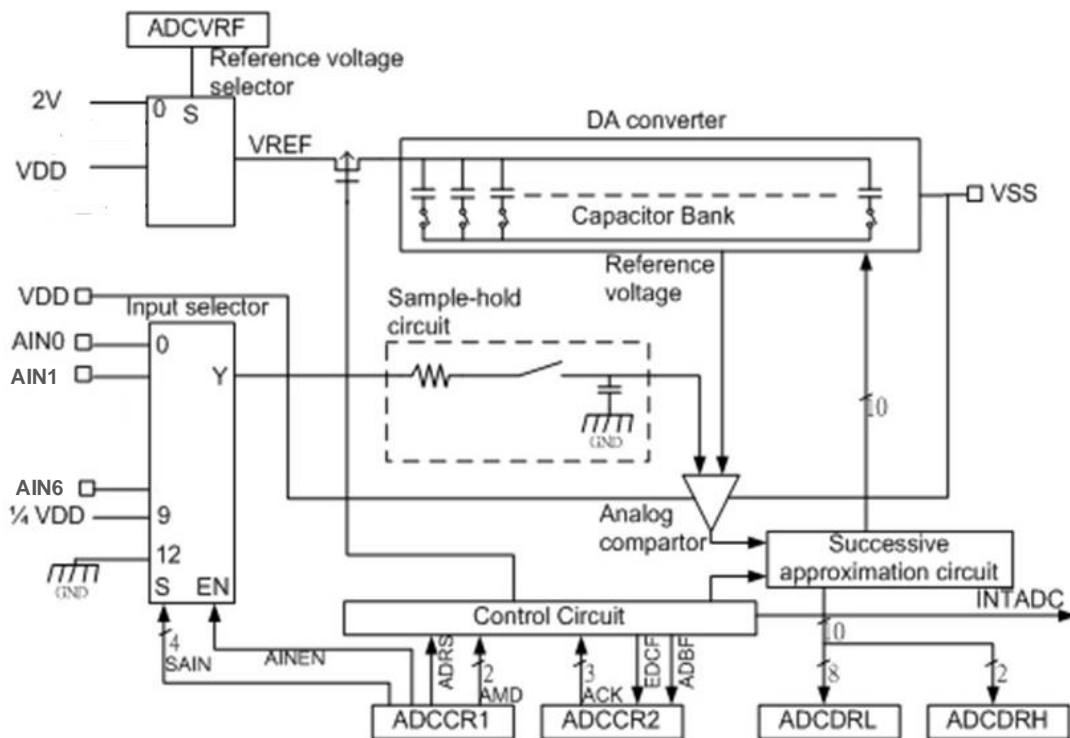 ADCVRF
Reference voltage
selector
2V
0
S
VDD
VREF
DA converter
Capacitor Bank
VSS
Reference
voltage
VDD
Input selector
Sample-hold
circuit
AIN0
0
AIN1
Y
GND
10
AIN6
¼ VDD
9
12
GND
S
EN
Analog
compartor
Successive
approximation circuit
INTADC
Control Circuit
10
4
SAIN
AINEN
ADRS
2
AMD
3
ACK
EDCF
ADBF
8
2
ADCCR1
ADCCR2
ADCDRL
ADCDRH